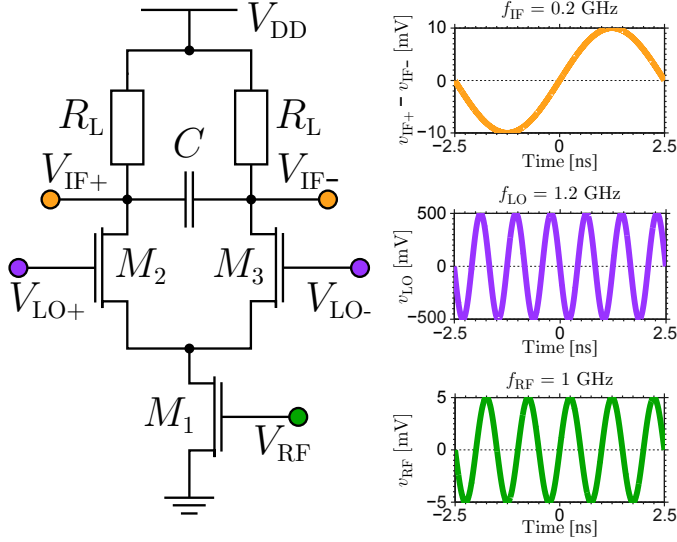 V_DD
R_L
R_L
C
V_IF+
V_IF-
M_2
M_3
V_LO+
V_LO-
M_1
V_RF
f_IF = 0.2 GHz
v_IF+ - v_IF- [mV]
10
0
-10
-2.5
0
2.5
Time [ns]
f_LO = 1.2 GHz
v_LO [mV]
500
0
-500
-2.5
0
2.5
Time [ns]
f_RF = 1 GHz
v_RF [mV]
5
0
-5
-2.5
0
2.5
Time [ns]